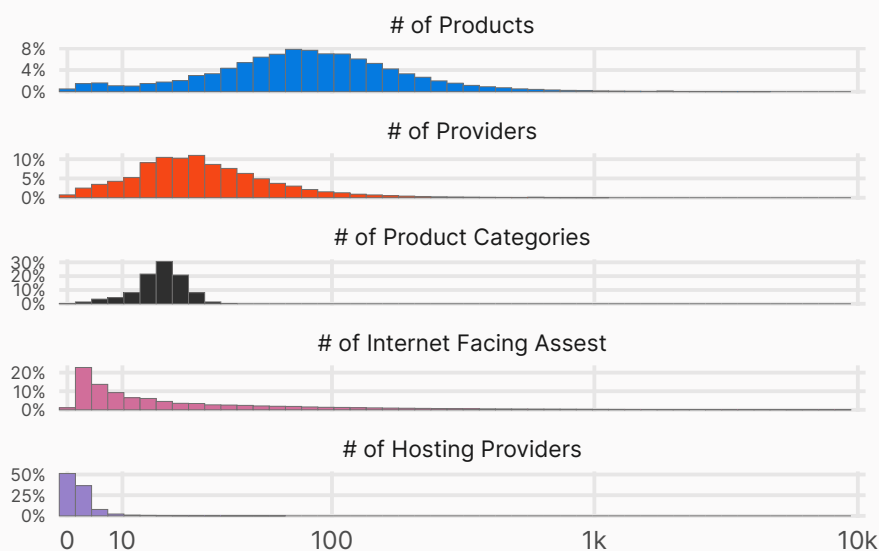 # of Products
8%
4%
0%
# of Providers
10%
5%
0%
# of Product Categories
30%
20%
10%
0%
# of Internet Facing Assest
20%
10%
0%
# of Hosting Providers
50%
25%
0%
0 10 100 1k 10k